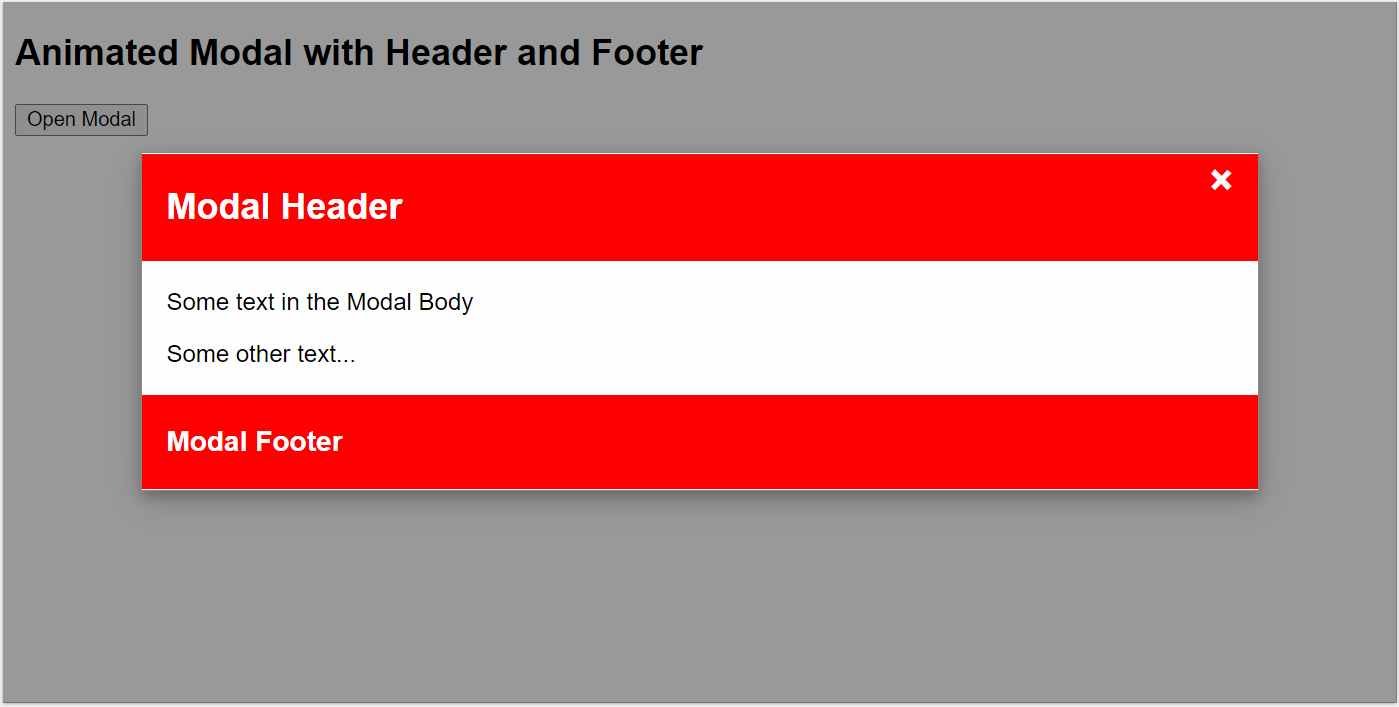 Animated Modal with Header and Footer
Open Modal
Modal Header
Some text in the Modal Body
Some other text...
Modal Footer